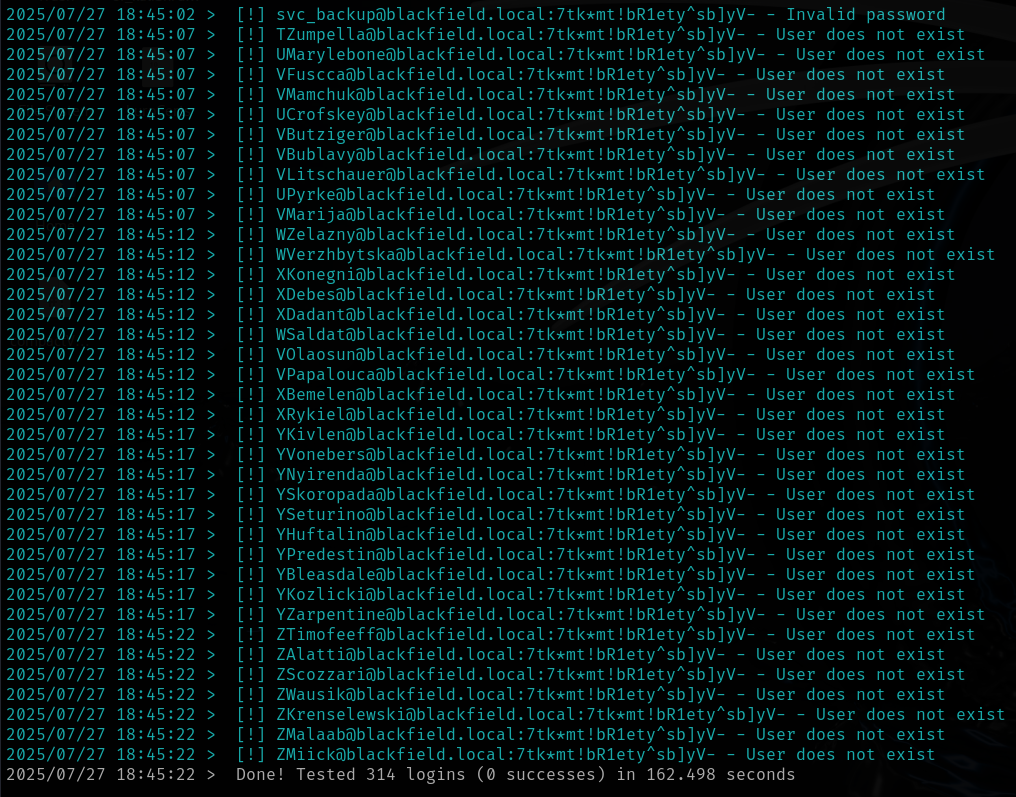 2025/07/27 18:45:02 >  [!] svc_backup@blackfield.local:7tk*mt!bR1ety^sb]yV- - Invalid password
2025/07/27 18:45:07 >  [!] TZumpella@blackfield.local:7tk*mt!bR1ety^sb]yV- - User does not exist
2025/07/27 18:45:07 >  [!] UMarylebone@blackfield.local:7tk*mt!bR1ety^sb]yV- - User does not exist
2025/07/27 18:45:07 >  [!] VFuscca@blackfield.local:7tk*mt!bR1ety^sb]yV- - User does not exist
2025/07/27 18:45:07 >  [!] VMamchuk@blackfield.local:7tk*mt!bR1ety^sb]yV- - User does not exist
2025/07/27 18:45:07 >  [!] UCrofskey@blackfield.local:7tk*mt!bR1ety^sb]yV- - User does not exist
2025/07/27 18:45:07 >  [!] VButziger@blackfield.local:7tk*mt!bR1ety^sb]yV- - User does not exist
2025/07/27 18:45:07 >  [!] VBublavy@blackfield.local:7tk*mt!bR1ety^sb]yV- - User does not exist
2025/07/27 18:45:07 >  [!] VLitschauer@blackfield.local:7tk*mt!bR1ety^sb]yV- - User does not exist
2025/07/27 18:45:07 >  [!] UPyrke@blackfield.local:7tk*mt!bR1ety^sb]yV- - User does not exist
2025/07/27 18:45:07 >  [!] VMarija@blackfield.local:7tk*mt!bR1ety^sb]yV- - User does not exist
2025/07/27 18:45:12 >  [!] WZelazny@blackfield.local:7tk*mt!bR1ety^sb]yV- - User does not exist
2025/07/27 18:45:12 >  [!] WVerzhbytska@blackfield.local:7tk*mt!bR1ety^sb]yV- - User does not exist
2025/07/27 18:45:12 >  [!] XKonegni@blackfield.local:7tk*mt!bR1ety^sb]yV- - User does not exist
2025/07/27 18:45:12 >  [!] XDebes@blackfield.local:7tk*mt!bR1ety^sb]yV- - User does not exist
2025/07/27 18:45:12 >  [!] XDadant@blackfield.local:7tk*mt!bR1ety^sb]yV- - User does not exist
2025/07/27 18:45:12 >  [!] WSaldat@blackfield.local:7tk*mt!bR1ety^sb]yV- - User does not exist
2025/07/27 18:45:12 >  [!] VOlaosun@blackfield.local:7tk*mt!bR1ety^sb]yV- - User does not exist
2025/07/27 18:45:12 >  [!] VPapalouca@blackfield.local:7tk*mt!bR1ety^sb]yV- - User does not exist
2025/07/27 18:45:12 >  [!] XBemelen@blackfield.local:7tk*mt!bR1ety^sb]yV- - User does not exist
2025/07/27 18:45:12 >  [!] XRykiel@blackfield.local:7tk*mt!bR1ety^sb]yV- - User does not exist
2025/07/27 18:45:17 >  [!] YKivlen@blackfield.local:7tk*mt!bR1ety^sb]yV- - User does not exist
2025/07/27 18:45:17 >  [!] YVonebers@blackfield.local:7tk*mt!bR1ety^sb]yV- - User does not exist
2025/07/27 18:45:17 >  [!] YNyirenda@blackfield.local:7tk*mt!bR1ety^sb]yV- - User does not exist
2025/07/27 18:45:17 >  [!] YSkoropada@blackfield.local:7tk*mt!bR1ety^sb]yV- - User does not exist
2025/07/27 18:45:17 >  [!] YSeturino@blackfield.local:7tk*mt!bR1ety^sb]yV- - User does not exist
2025/07/27 18:45:17 >  [!] YHuftalin@blackfield.local:7tk*mt!bR1ety^sb]yV- - User does not exist
2025/07/27 18:45:17 >  [!] YPredestin@blackfield.local:7tk*mt!bR1ety^sb]yV- - User does not exist
2025/07/27 18:45:17 >  [!] YBleasdale@blackfield.local:7tk*mt!bR1ety^sb]yV- - User does not exist
2025/07/27 18:45:17 >  [!] YKozlicki@blackfield.local:7tk*mt!bR1ety^sb]yV- - User does not exist
2025/07/27 18:45:17 >  [!] YZarpentine@blackfield.local:7tk*mt!bR1ety^sb]yV- - User does not exist
2025/07/27 18:45:22 >  [!] ZTimofeeff@blackfield.local:7tk*mt!bR1ety^sb]yV- - User does not exist
2025/07/27 18:45:22 >  [!] ZAlatti@blackfield.local:7tk*mt!bR1ety^sb]yV- - User does not exist
2025/07/27 18:45:22 >  [!] ZScozzari@blackfield.local:7tk*mt!bR1ety^sb]yV- - User does not exist
2025/07/27 18:45:22 >  [!] ZWausik@blackfield.local:7tk*mt!bR1ety^sb]yV- - User does not exist
2025/07/27 18:45:22 >  [!] ZKrenselewski@blackfield.local:7tk*mt!bR1ety^sb]yV- - User does not exist
2025/07/27 18:45:22 >  [!] ZMalaab@blackfield.local:7tk*mt!bR1ety^sb]yV- - User does not exist
2025/07/27 18:45:22 >  [!] ZMiick@blackfield.local:7tk*mt!bR1ety^sb]yV- - User does not exist
2025/07/27 18:45:22 >  Done! Tested 314 logins (0 successes) in 162.498 seconds